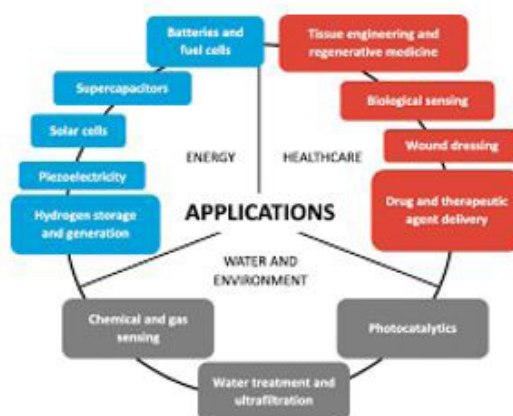 Batteries and
fuel cells
Tissue engineering and
regenerative medicine
Supercapacitors
Biological sensing
Solar cells
Wound dressing
ENERGY
HEALTHCARE
Piezoelectricity
Drug and therapeutic
agent delivery
Hydrogen storage
and generation
APPLICATIONS
WATER AND
ENVIRONMENT
Chemical and gas
sensing
Photocatalytics
Water treatment and
ultrafiltration